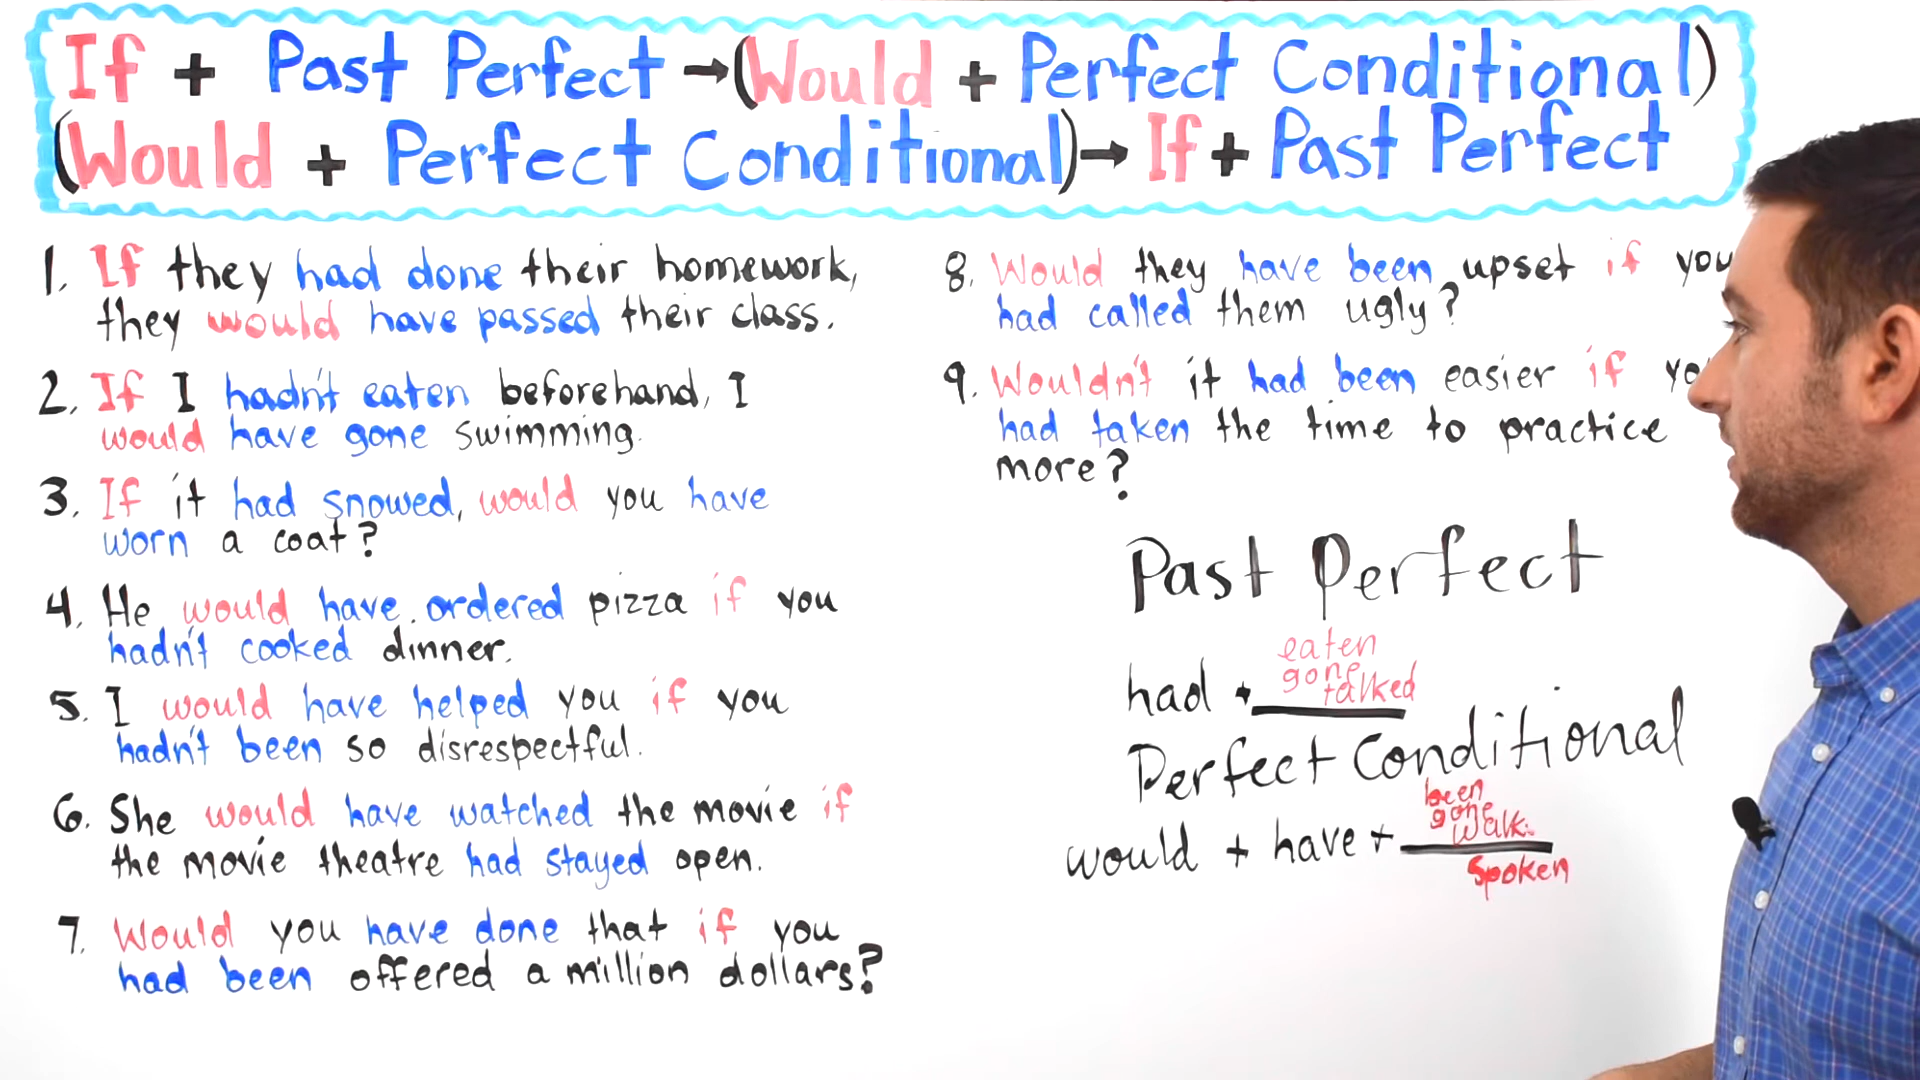 If + Past Perfect → (Would + Perfect Conditional)
(Would + Perfect Conditional) → If + Past Perfect
1. If they had done their homework,
they would have passed their class.
2. If I hadn't eaten beforehand, I
would have gone swimming.
3. If it had snowed, would you have
worn a coat?
4. He would have ordered pizza if you
hadn't cooked dinner.
5. I would have helped you if you
hadn't been so disrespectful.
6. She would have watched the movie if
the movie theatre had stayed open.
7. Would you have done that if you
had been offered a million dollars?
8. Would they have been upset if you
had called them ugly?
9. Wouldn't it had been easier if yo
had taken the time to practice
more?
Past Perfect
eaten
gone
talked
had +
Perfect Conditional
been
gone
walk
would + have +
spoken